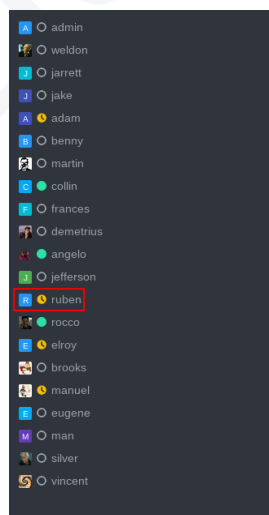 A admin
weldon
J jarrett
J jake
A adam
B benny
martin
C collin
F frances
demetrius
angelo
J jefferson
R ruben
rocco
E elroy
brooks
manuel
E eugene
M man
silver
vincent